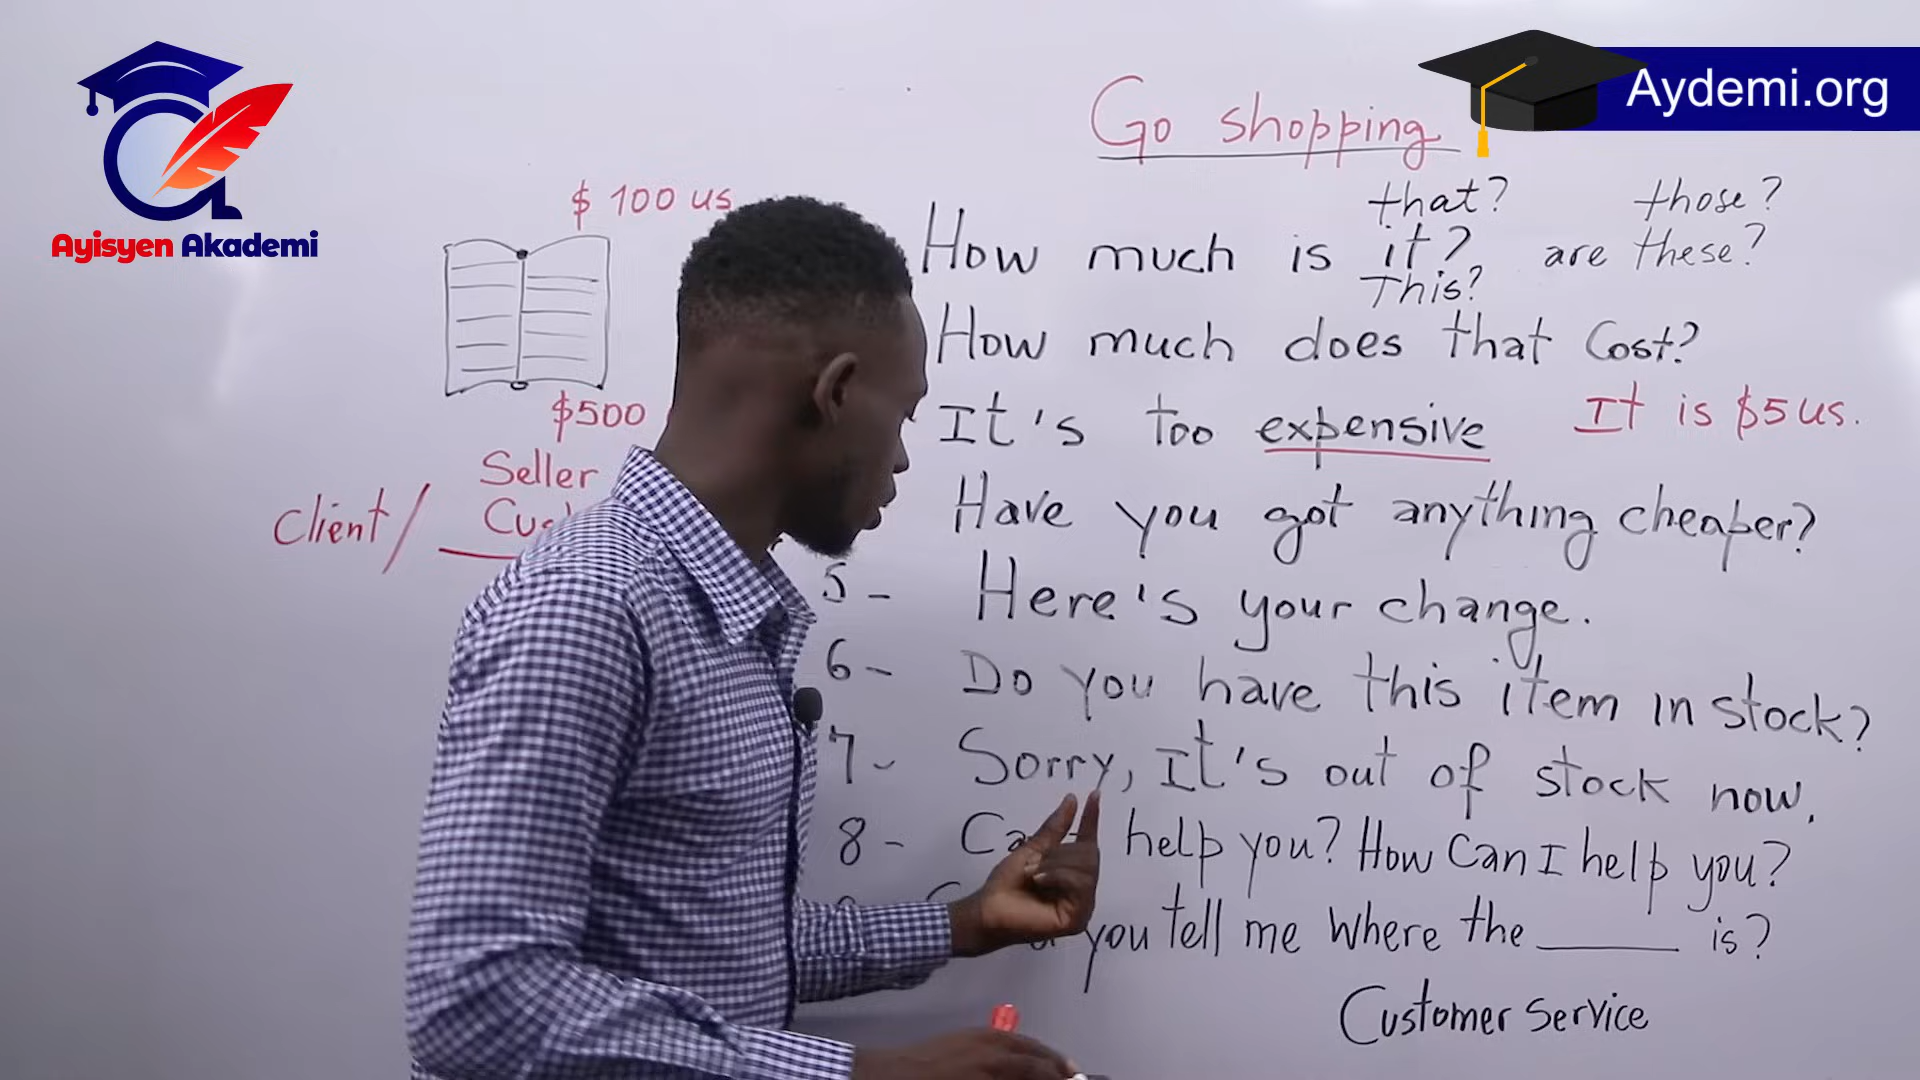 Ayisyen Akademi
Aydemi.org
Go shopping
$ 100 us
$500
Seller
Client/
that? those?
How much is it? are these?
This?
How much does that Cost?
It's too expensive It is $5us.
Have you got anything cheaper?
5 - Here's your change.
6 - Do you have this item in stock?
7 - Sorry, It's out of stock now.
8 - help you? How Can I help you?
you tell me where the ______ is?
Customer Service